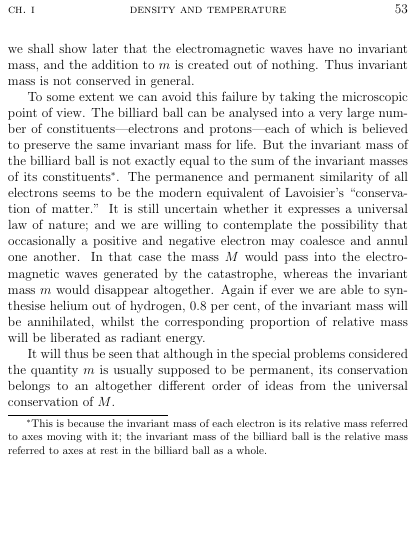 CH. I DENSITY AND TEMPERATURE 53
we shall show later that the electromagnetic waves have no invariant
mass, and the addition to m is created out of nothing. Thus invariant
mass is not conserved in general.
To some extent we can avoid this failure by taking the microscopic
point of view. The billiard ball can be analysed into a very large num-
ber of constituents—electrons and protons—each of which is believed
to preserve the same invariant mass for life. But the invariant mass of
the billiard ball is not exactly equal to the sum of the invariant masses
of its constituents*. The permanence and permanent similarity of all
electrons seems to be the modern equivalent of Lavoisier's “conserva-
tion of matter.” It is still uncertain whether it expresses a universal
law of nature; and we are willing to contemplate the possibility that
occasionally a positive and negative electron may coalesce and annul
one another. In that case the mass M would pass into the electro-
magnetic waves generated by the catastrophe, whereas the invariant
mass m would disappear altogether. Again if ever we are able to syn-
thesise helium out of hydrogen, 0.8 per cent, of the invariant mass will
be annihilated, whilst the corresponding proportion of relative mass
will be liberated as radiant energy.
It will thus be seen that although in the special problems considered
the quantity m is usually supposed to be permanent, its conservation
belongs to an altogether different order of ideas from the universal
conservation of M.
*This is because the invariant mass of each electron is its relative mass referred
to axes moving with it; the invariant mass of the billiard ball is the relative mass
referred to axes at rest in the billiard ball as a whole.